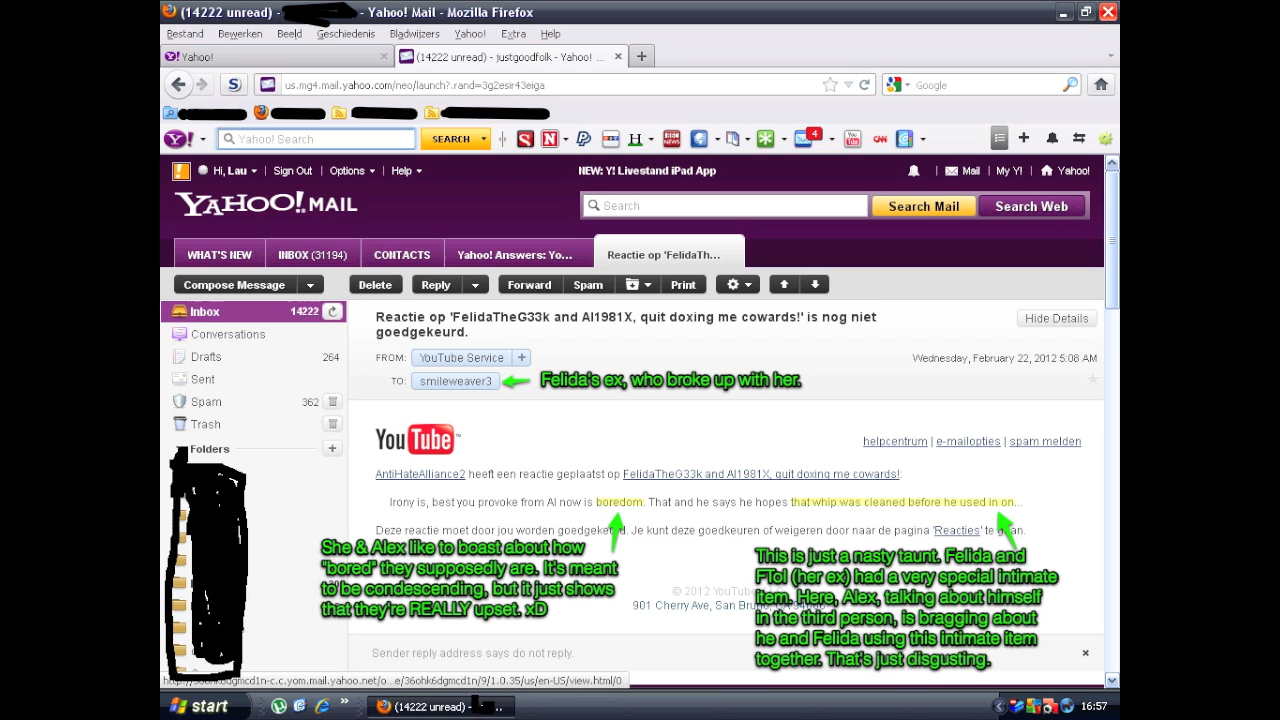 (14222 unread) -
- Yahoo! Mail - Mozilla Firefox
Bestand Bewerken Beeld Geschiedenis Bladwijzers Yahoo! Extra Help
Yahoo!
(14222 unread) - justgoodfolk - Yahoo! ...
us.mg4.mail.yahoo.com/neo/launch?.rand=3g2esir43eiga
Google
Yahoo! Search
SEARCH
4
CNN
Hi, Lau
Sign Out
Options
Help
NEW: Y! Livestand iPad App
Mail
My Y!
Yahoo!
YAHOO! MAIL
Search
Search Mail
Search Web
WHAT'S NEW
INBOX (31194)
CONTACTS
Yahoo! Answers: Yo...
Reactie op 'FelidaTh...
Compose Message
Delete
Reply
Forward
Spam
Print
Inbox 14222
Conversations
Drafts 264
Sent
Spam 362
Trash
Folders
Reactie op 'FelidaTheG33k and Al1981X, quit doxing me cowards!' is nog niet
goedgekeurd.
Hide Details
FROM: YouTube Service +
Wednesday, February 22, 2012 5:08 AM
TO: smileweaver3
Felida's ex, who broke up with her.
YouTube
helpcentrum | e-mailopties | spam melden
AntiHateAlliance2 heeft een reactie geplaatst op FelidaTheG33k and Al1981X, quit doxing me cowards!:
Irony is, best you provoke from Al now is boredom. That and he says he hopes that whip was cleaned before he used in on...
Deze reactie moet door jou worden goedgekeurd. Je kunt deze goedkeuren of weigeren door naar de pagina 'Reacties' te gaan.
She & Alex like to boast about how
"bored" they supposedly are. It's meant
to be condescending, but it just shows
that they're REALLY upset. xD
This is just a nasty taunt. Felida and
FTol (her ex) had a very special intimate
item. Here, Alex, talking about himself
in the third person, is bragging about
he and Felida using this intimate item
together. That's just disgusting.
© 2012 YouTube
901 Cherry Ave, San Bruno, CA
Sender reply address says do not reply.
start
(14222 unread) -
16:57